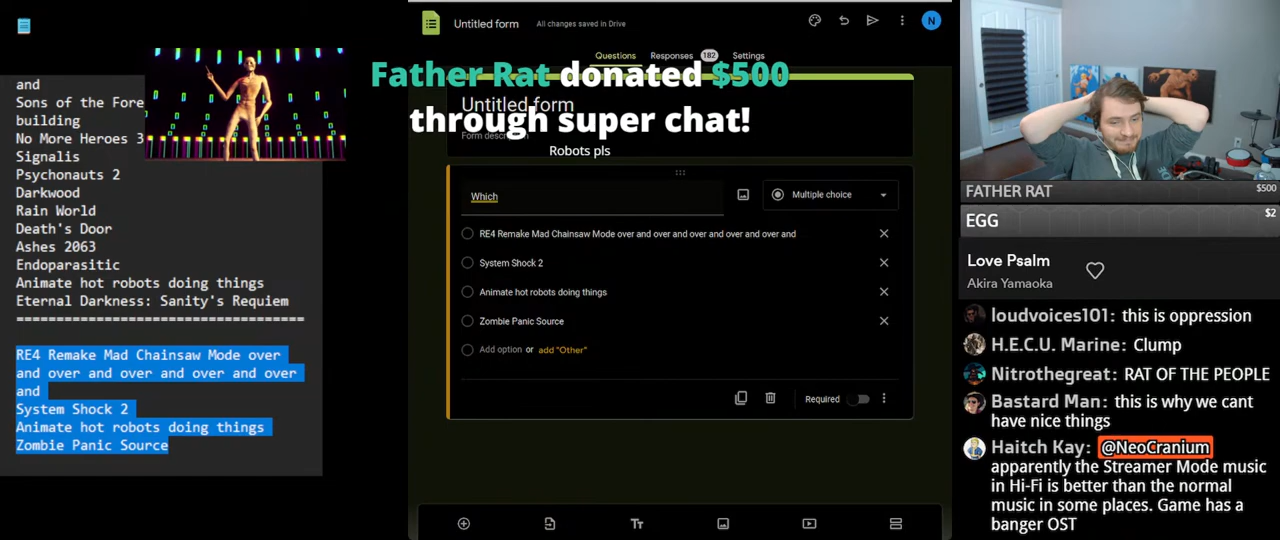 and
Sons of the Fore
building
No More Heroes 3
Signalis
Psychonauts 2
Darkwood
Rain World
Death's Door
Ashes 2063
Endoparasitic
Animate hot robots doing things
Eternal Darkness: Sanity's Requiem
====================================
RE4 Remake Mad Chainsaw Mode over
and over and over and over and over
and
System Shock 2
Animate hot robots doing things
Zombie Panic Source
Untitled form
All changes saved in Drive
N
Questions
Responses
182
Settings
Father Rat donated $500
through super chat!
Robots pls
Untitled form
Form description
Which
Multiple choice
RE4 Remake Mad Chainsaw Mode over and over and over and over and over and
System Shock 2
Animate hot robots doing things
Zombie Panic Source
Add option or add "Other"
Required
Tt
FATHER RAT
$500
EGG
$2
Love Psalm
Akira Yamaoka
loudvoices101: this is oppression
H.E.C.U. Marine: Clump
Nitrothegreat: RAT OF THE PEOPLE
Bastard Man: this is why we cant
have nice things
Haitch Kay: @NeoCranium
apparently the Streamer Mode music
in Hi-Fi is better than the normal
music in some places. Game has a
banger OST